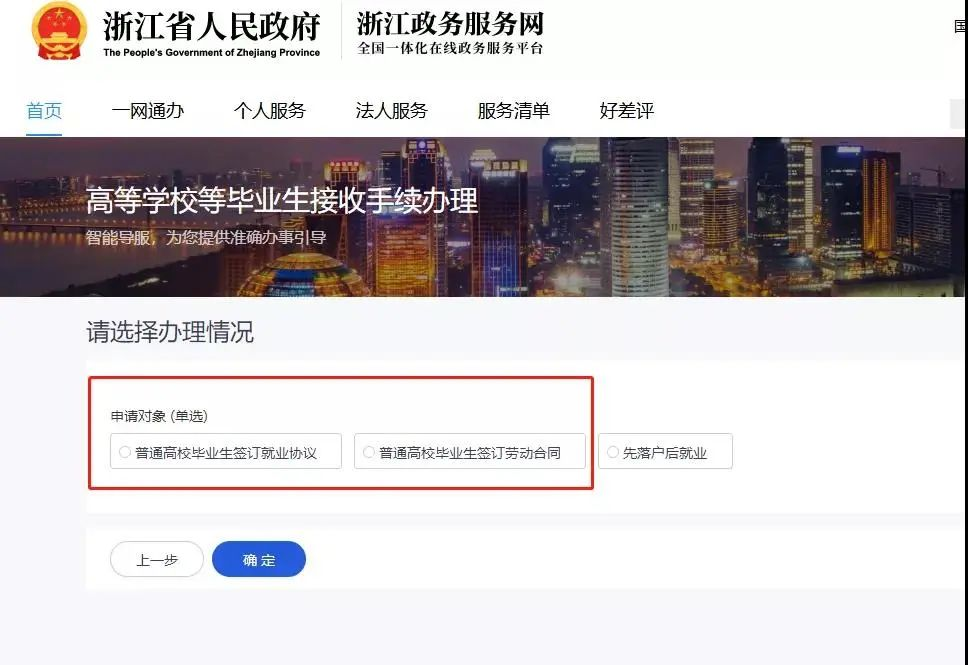 浙江省人民政府
The People's Government of Zhejiang Province
浙江政务服务网
全国一体化在线政务服务平台
首页 一网通办 个人服务 法人服务 服务清单 好差评
高等学校等毕业生接收手续办理
智能导服，为您提供准确办事引导
请选择办理情况
申请对象 (单选)
普通高校毕业生签订就业协议 普通高校毕业生签订劳动合同 先落户后就业
上一步 确 定